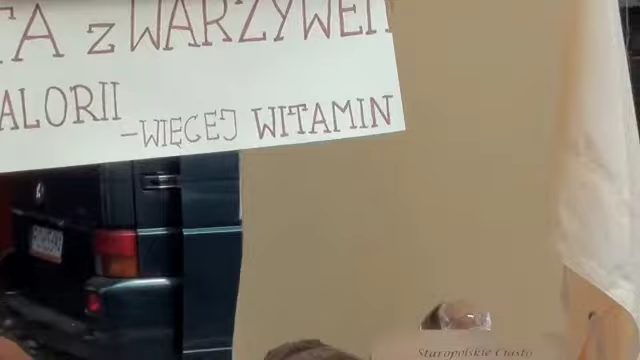 TA z WARZYWEM
ALORII
-WIĘCEJ WITAMIN
Staropolskie Ciasto